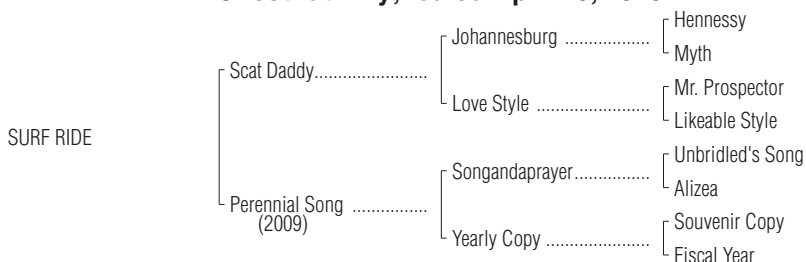 Hennessy
Johannesburg ..................
Myth
Scat Daddy........................
Mr. Prospector
Love Style ........................
Likeable Style
SURF RIDE
Unbridled's Song
Songandaprayer................
Alizea
Perennial Song ................
(2009)
Souvenir Copy
Yearly Copy ......................
Fiscal Year